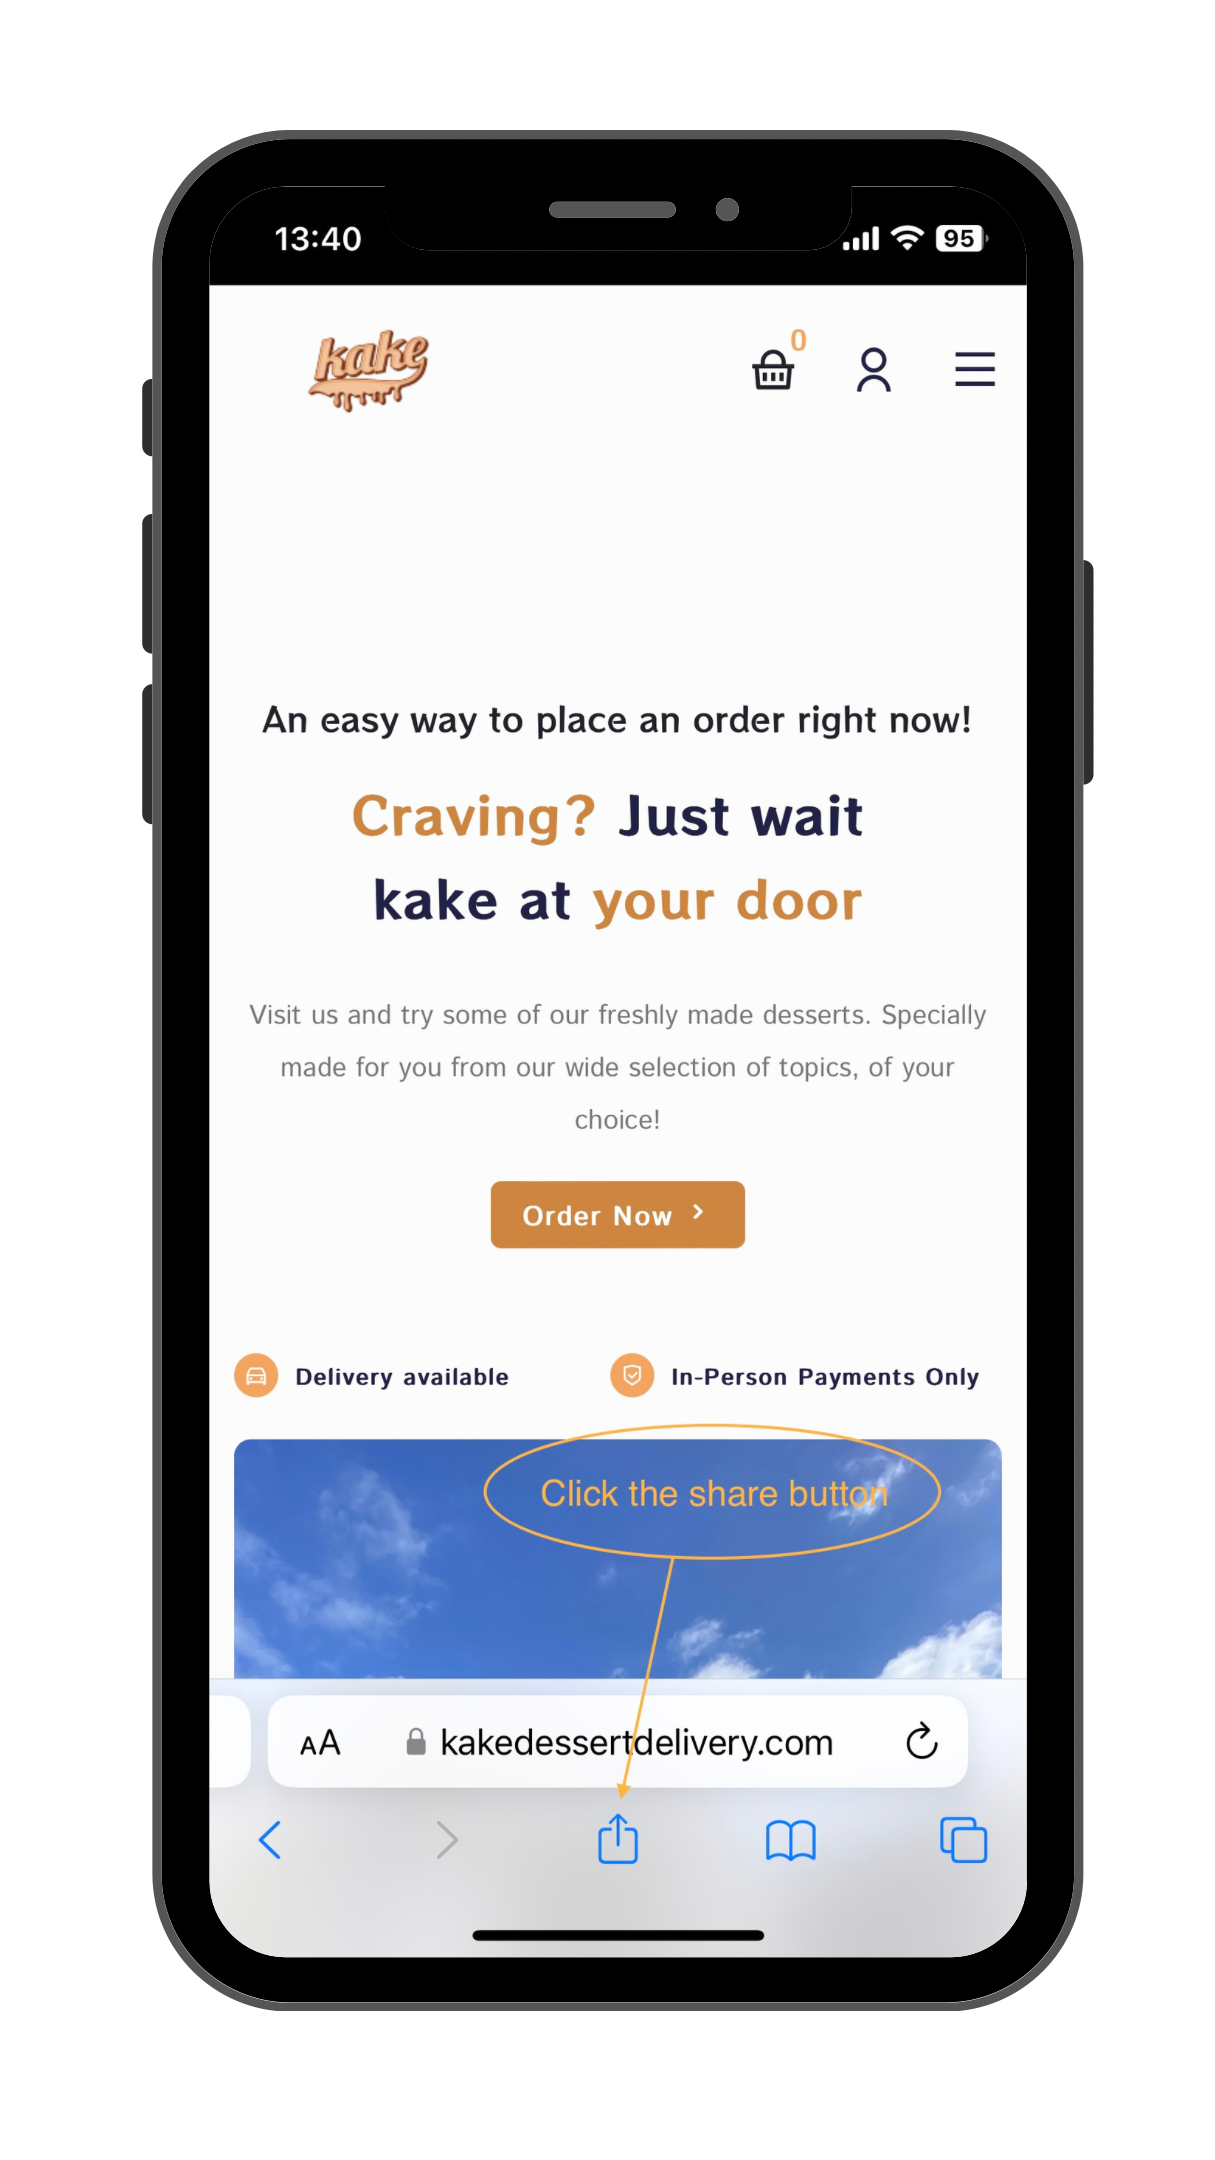 13:40
95
kake
0
An easy way to place an order right now!
Craving? Just wait
kake at your door
Visit us and try some of our freshly made desserts. Specially
made for you from our wide selection of topics, of your
choice!
Order Now
Delivery available
In-Person Payments Only
Click the share button
AA
kakedessertdelivery.com